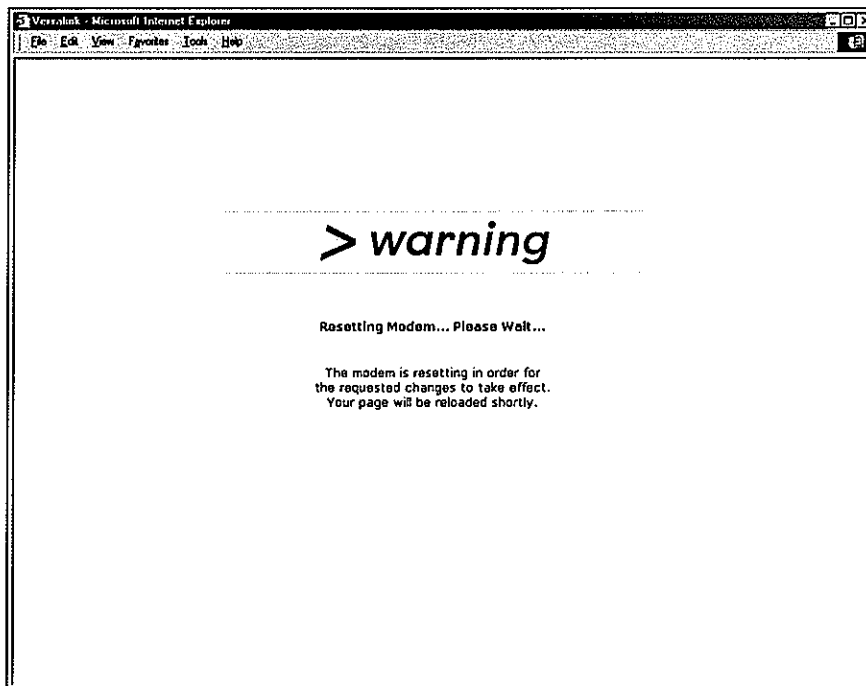 Versalink - Microsoft Internet Explorer
File Edit View Favorites Tools Help
> warning
Resetting Modem... Please Wait...
The modem is resetting in order for
the requested changes to take effect.
Your page will be reloaded shortly.